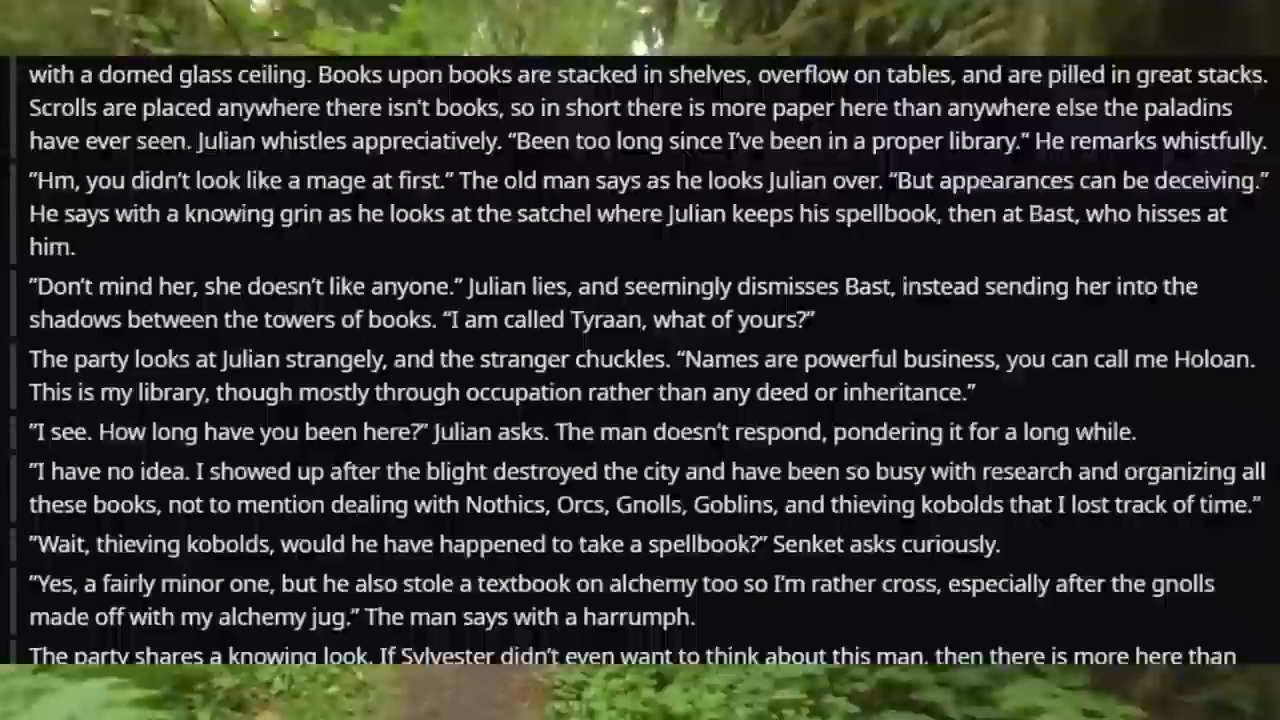 with a domed glass ceiling. Books upon books are stacked in shelves, overflow on tables, and are pilled in great stacks.
Scrolls are placed anywhere there isn’t books, so in short there is more paper here than anywhere else the paladins
have ever seen. Julian whistles appreciatively. “Been too long since I’ve been in a proper library.” He remarks whistfully.
“Hm, you didn’t look like a mage at first.” The old man says as he looks Julian over. “But appearances can be deceiving.”
He says with a knowing grin as he looks at the satchel where Julian keeps his spellbook, then at Bast, who hisses at
him.
“Don’t mind her, she doesn’t like anyone.” Julian lies, and seemingly dismisses Bast, instead sending her into the
shadows between the towers of books. “I am called Tyraan, what of yours?”
The party looks at Julian strangely, and the stranger chuckles. “Names are powerful business, you can call me Holoan.
This is my library, though mostly through occupation rather than any deed or inheritance.”
“I see. How long have you been here?” Julian asks. The man doesn’t respond, pondering it for a long while.
“I have no idea. I showed up after the blight destroyed the city and have been so busy with research and organizing all
these books, not to mention dealing with Nothics, Orcs, Gnolls, Goblins, and thieving kobolds that I lost track of time.”
“Wait, thieving kobolds, would he have happened to take a spellbook?” Senket asks curiously.
“Yes, a fairly minor one, but he also stole a textbook on alchemy too so I’m rather cross, especially after the gnolls
made off with my alchemy jug.” The man says with a harrumph.
The party shares a knowing look. If Sylvester didn’t even want to think about this man, then there is more here than